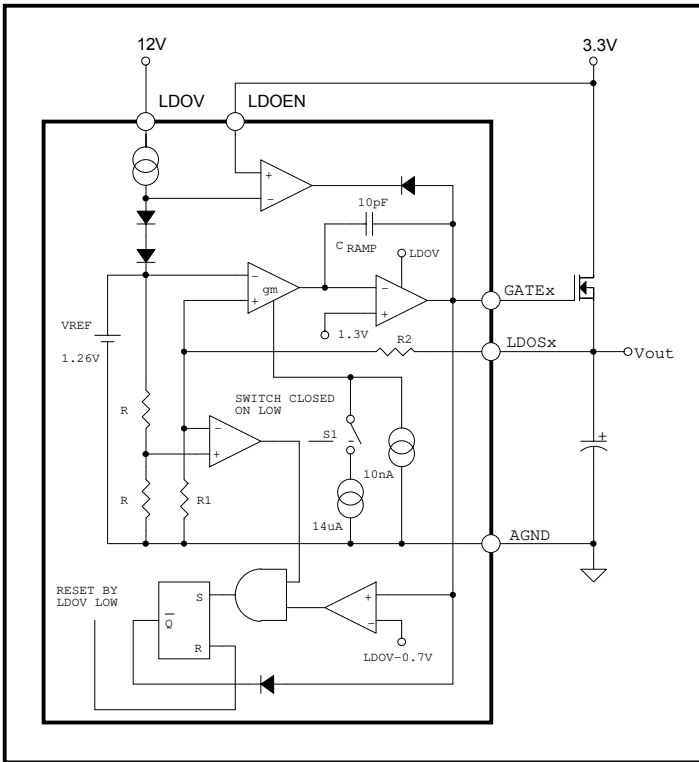 12V
3.3V
LDOV
LDOEN
+
−
10pF
C RAMP
LDOV
−
gm
+
−
+
1.3V
GATEx
VREF
1.26V
R2
LDOSx
Vout
SWITCH CLOSED
ON LOW
R
−
+
S1
10nA
+
R
R1
14uA
AGND
RESET BY
LDOV LOW
S
Q
R
+
−
LDOV-0.7V